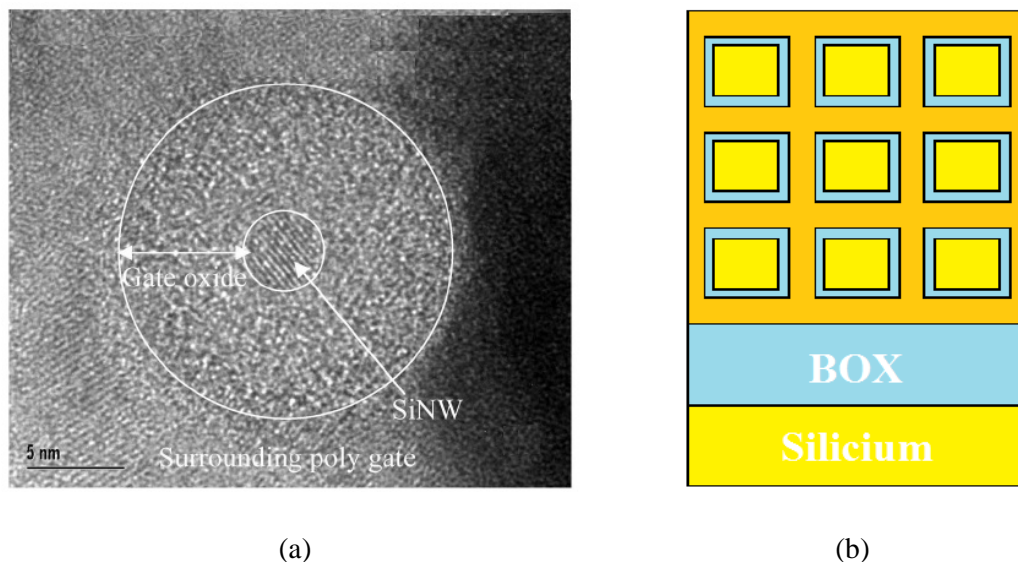 Gate oxide
SiNW
5 nm
Surrounding poly gate
BOX
Silicium
(a)
(b)